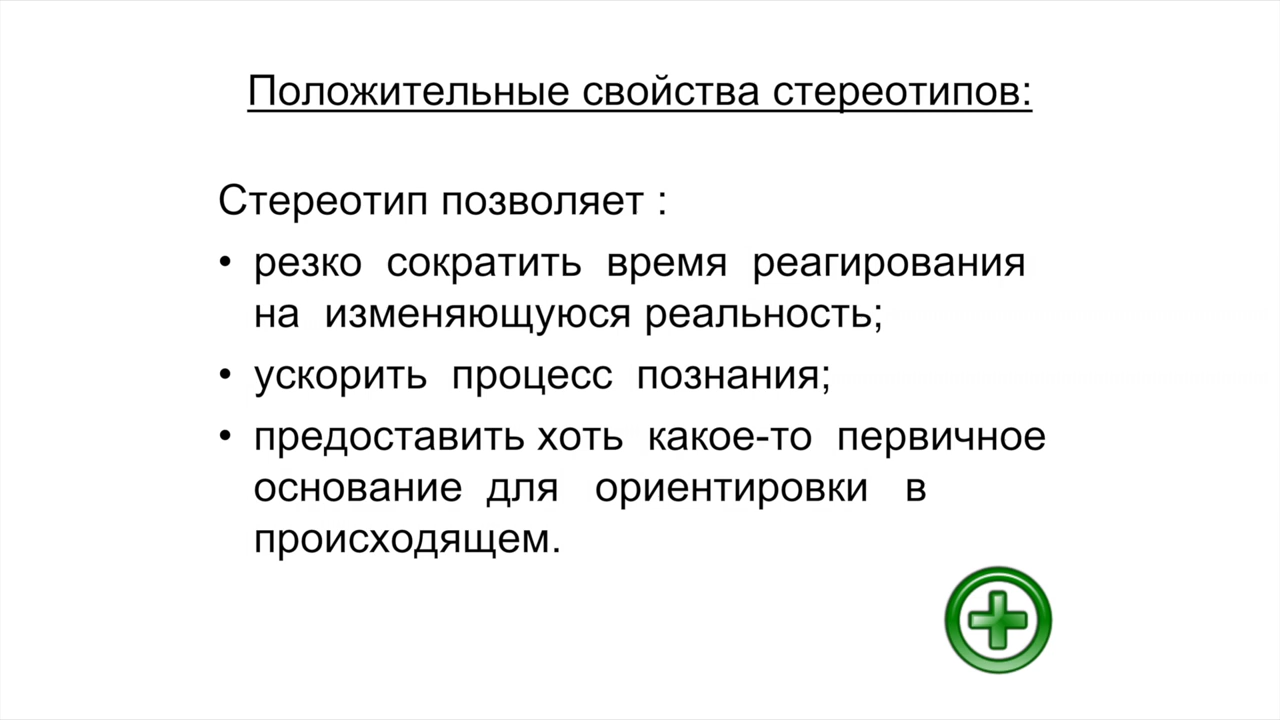 Положительные свойства стереотипов:
Стереотип позволяет :
• резко сократить время реагирования
на изменяющуюся реальность;
• ускорить процесс познания;
• предоставить хоть какое-то первичное
основание для ориентировки в
происходящем.